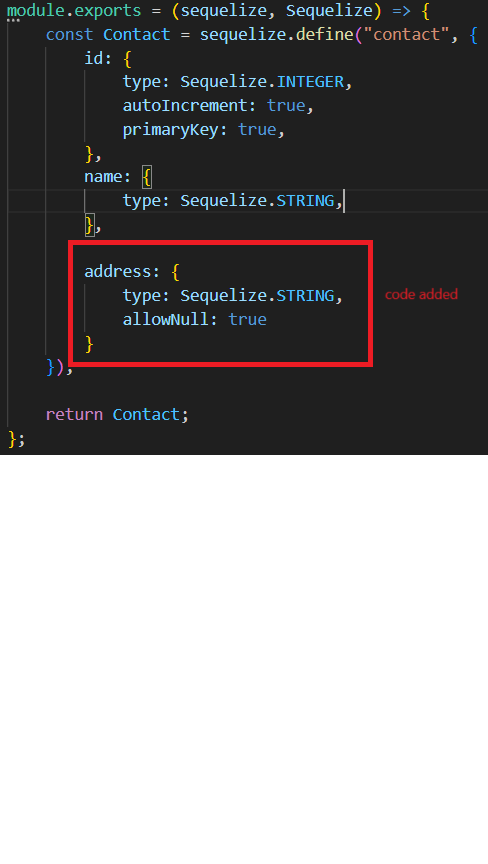 module.exports = (sequelize, Sequelize) => {
    const Contact = sequelize.define("contact", {
        id: {
            type: Sequelize.INTEGER,
            autoIncrement: true,
            primaryKey: true,
        },
        name: {
            type: Sequelize.STRING,
        },
        address: {
            type: Sequelize.STRING,
code added
            allowNull: true
        }
    });
    return Contact;
};